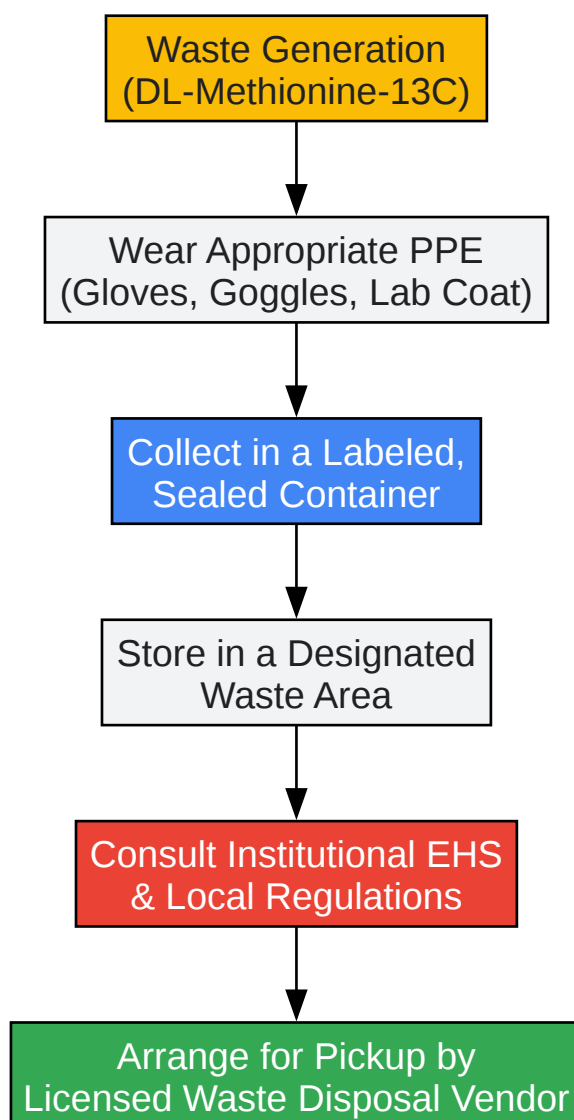 Waste Generation
(DL-Methionine-13C)
Wear Appropriate PPE
(Gloves, Goggles, Lab Coat)
Collect in a Labeled,
Sealed Container
Store in a Designated
Waste Area
Consult Institutional EHS
& Local Regulations
Arrange for Pickup by
Licensed Waste Disposal Vendor